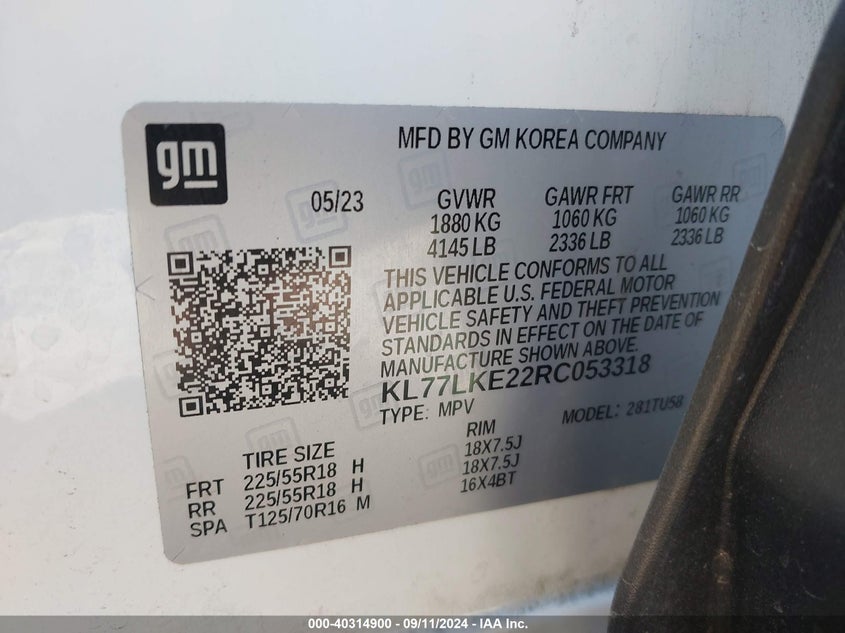 gm
MFD BY GM KOREA COMPANY
05/23
GVWR
1880 KG
4145 LB
GAWR FRT
1060 KG
2336 LB
GAWR RR
1060 KG
2336 LB
THIS VEHICLE CONFORMS TO ALL
APPLICABLE U.S. FEDERAL MOTOR
VEHICLE SAFETY AND THEFT PREVENTION
STANDARDS IN EFFECT ON THE DATE OF
MANUFACTURE SHOWN ABOVE.
KL77LKE22RC053318
TYPE: MPV
MODEL: 281TU58
TIRE SIZE
RIM
FRT 225/55R18 H 18X7.5J
RR 225/55R18 H 18X7.5J
SPA T125/70R16 M 16X4BT
000-40314900 - 09/11/2024 - IAA Inc.